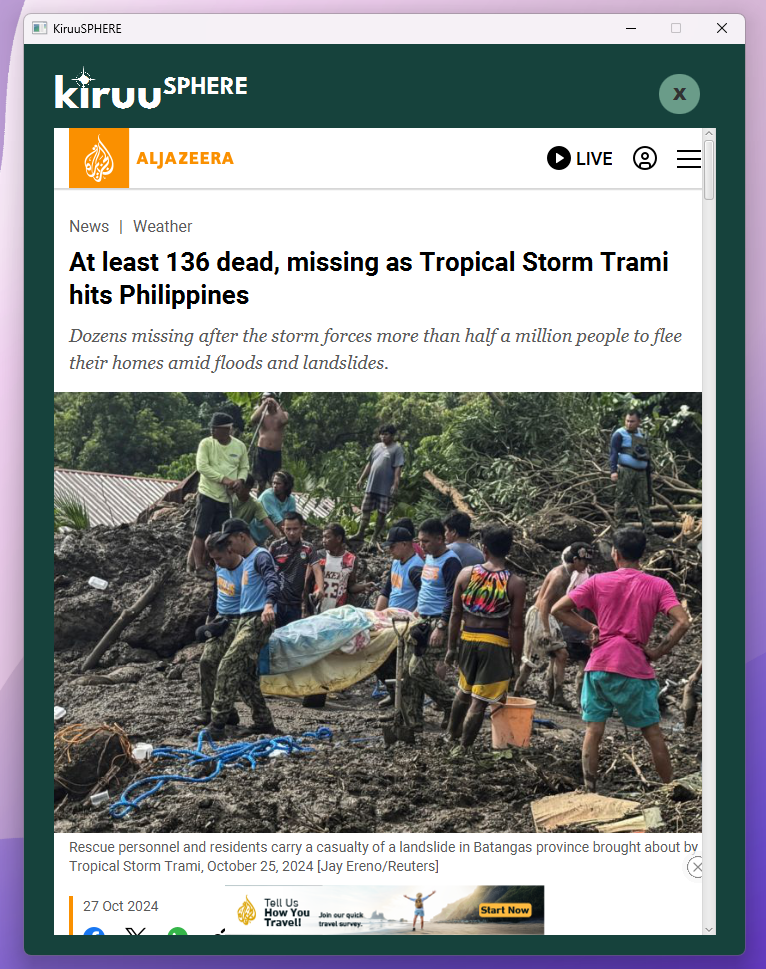 KiruuSPHERE
kiruuSPHERE
x
ALJAZEERA
LIVE
News | Weather
At least 136 dead, missing as Tropical Storm Trami
hits Philippines
Dozens missing after the storm forces more than half a million people to flee
their homes amid floods and landslides.
23
Rescue personnel and residents carry a casualty of a landslide in Batangas province brought about by
Tropical Storm Trami, October 25, 2024 [Jay Ereno/Reuters]
27 Oct 2024
Tell Us
How You
Travel!
Join our quick
travel survey.
Start Now